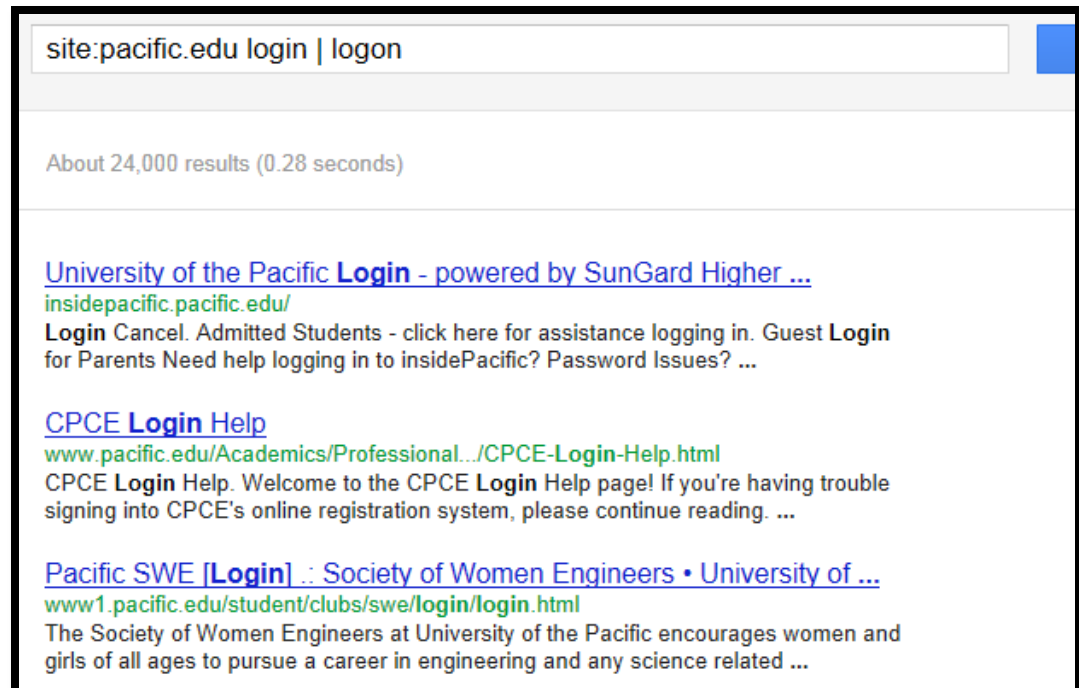 site:pacific.edu login | logon
About 24,000 results (0.28 seconds)
University of the Pacific Login - powered by SunGard Higher ...
insidepacific.pacific.edu/
Login Cancel. Admitted Students - click here for assistance logging in. Guest Login
for Parents Need help logging in to insidePacific? Password Issues? ...
CPCE Login Help
www.pacific.edu/Academics/Professional.../CPCE-Login-Help.html
CPCE Login Help. Welcome to the CPCE Login Help page! If you're having trouble
signing into CPCE's online registration system, please continue reading. ...
Pacific SWE [Login] .: Society of Women Engineers • University of ...
www1.pacific.edu/student/clubs/swe/login/login.html
The Society of Women Engineers at University of the Pacific encourages women and
girls of all ages to pursue a career in engineering and any science related ...